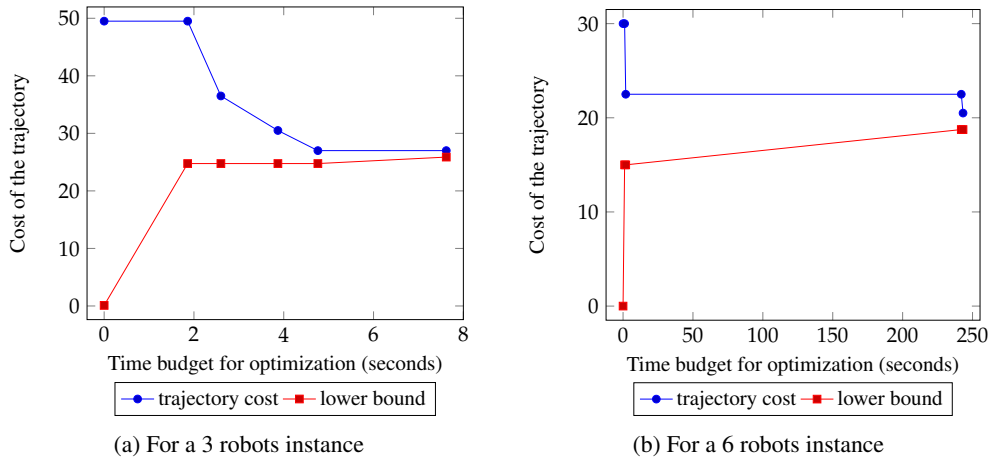 50
40
30
20
10
0
Cost of the trajectory
0 2 4 6 8
Time budget for optimization (seconds)
trajectory cost lower bound
(a) For a 3 robots instance
30
20
10
0
Cost of the trajectory
0 50 100 150 200 250
Time budget for optimization (seconds)
trajectory cost lower bound
(b) For a 6 robots instance